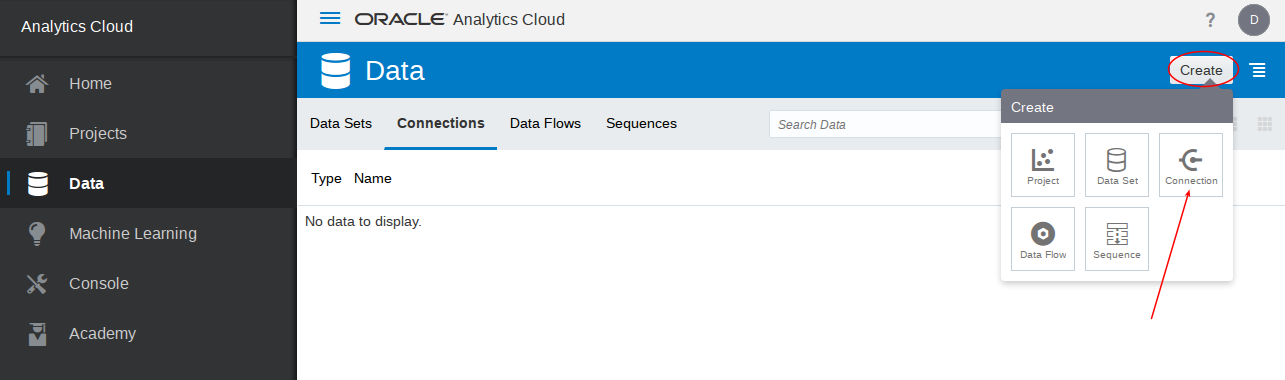 Analytics Cloud
Home
Projects
Data
Machine Learning
Console
Academy
ORACLE Analytics Cloud
?
D
Data
Create
Data Sets Connections Data Flows Sequences
Search Data
Type Name
No data to display.
Create
Project Data Set Connection
Data Flow Sequence